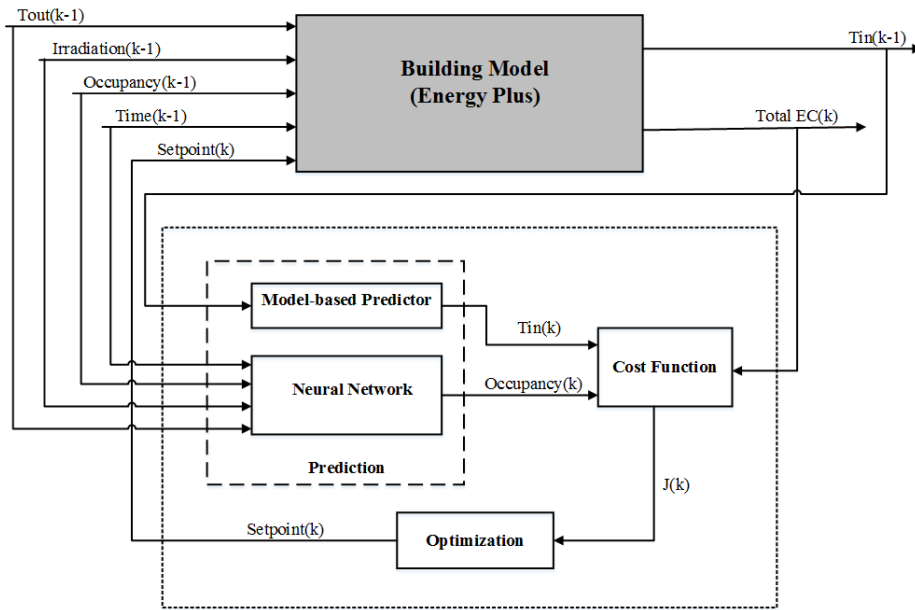 Tout(k-1)
Irradiation(k-1)
Occupancy(k-1)
Time(k-1)
Setpoint(k)
Building Model
(Energy Plus)
Tin(k-1)
Total EC(k)
Model-based Predictor
Tin(k)
Neural Network
Occupancy(k)
Cost Function
Prediction
J(k)
Setpoint(k)
Optimization